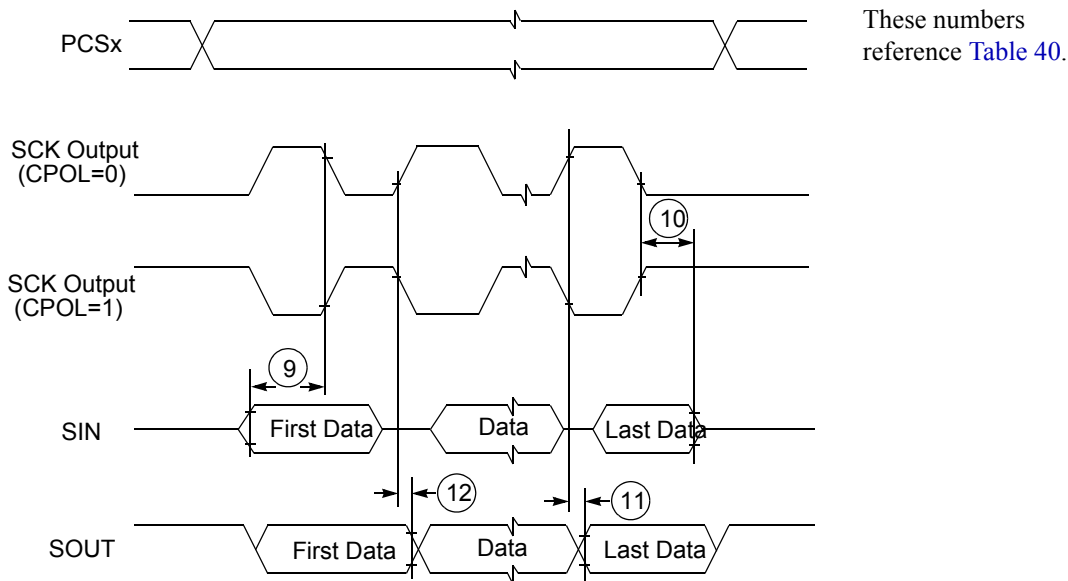 These numbers
reference Table 40.
PCSx
SCK Output
(CPOL=0)
10
SCK Output
(CPOL=1)
9
SIN
First Data
Data
Last Data
12
11
SOUT
First Data
Data
Last Data